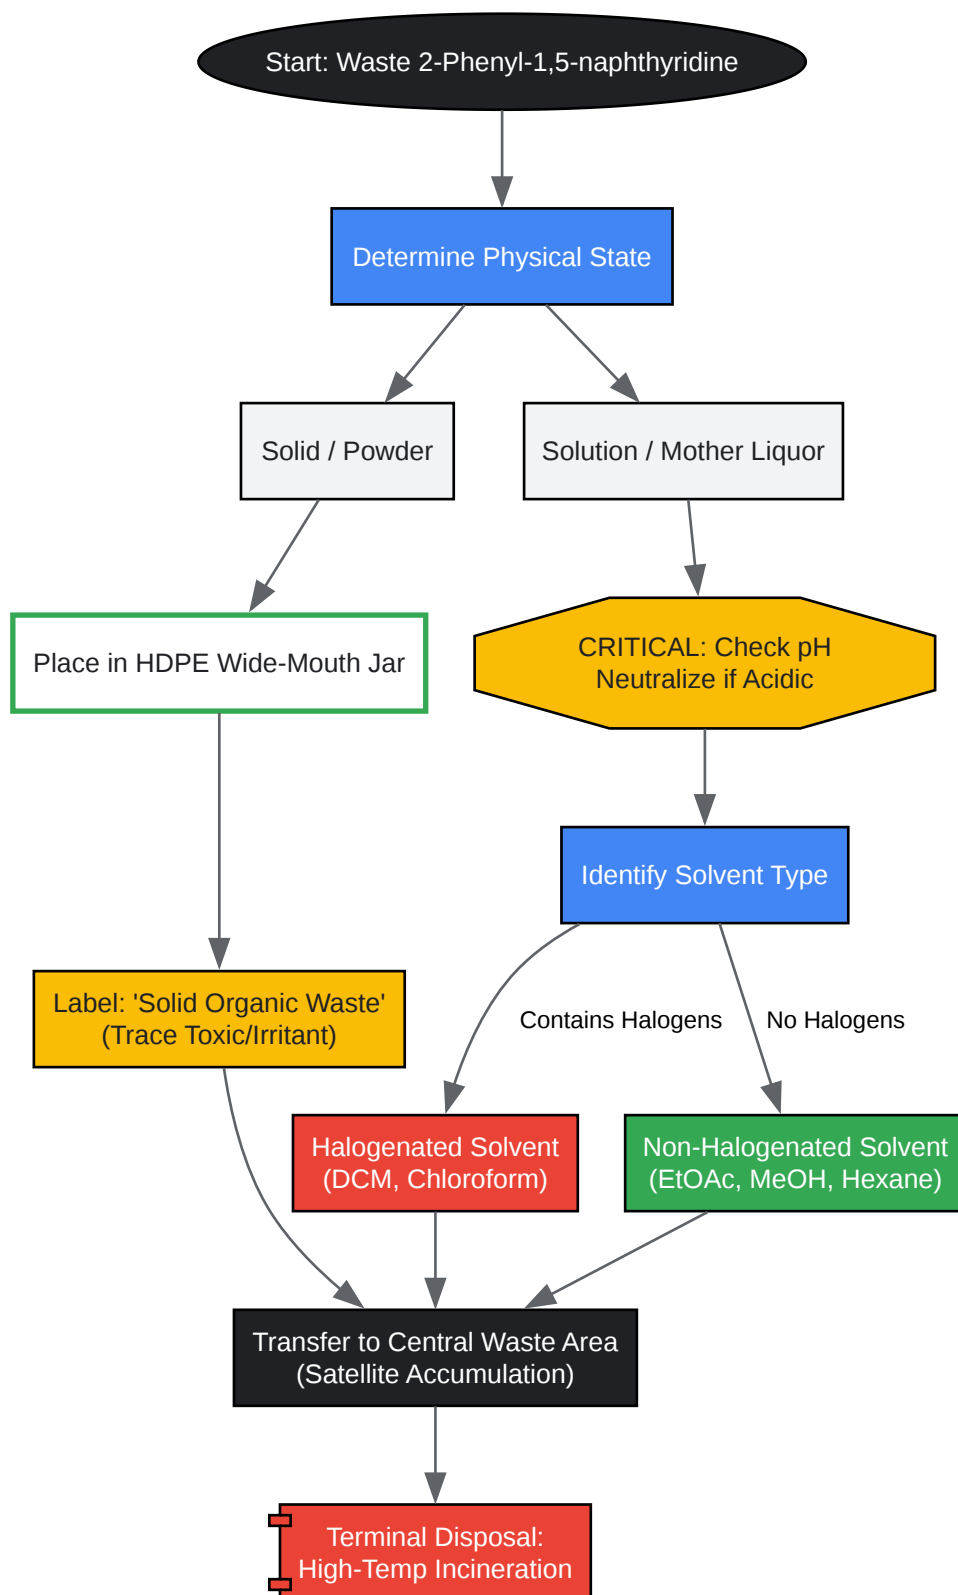 Start: Waste 2-Phenyl-1,5-naphthyridine
Determine Physical State
Solid / Powder
Solution / Mother Liquor
Place in HDPE Wide-Mouth Jar
CRITICAL: Check pH
Neutralize if Acidic
Identify Solvent Type
Label: 'Solid Organic Waste'
(Trace Toxic/Irritant)
Contains Halogens
No Halogens
Halogenated Solvent
(DCM, Chloroform)
Non-Halogenated Solvent
(EtOAc, MeOH, Hexane)
Transfer to Central Waste Area
(Satellite Accumulation)
Terminal Disposal:
High-Temp Incineration